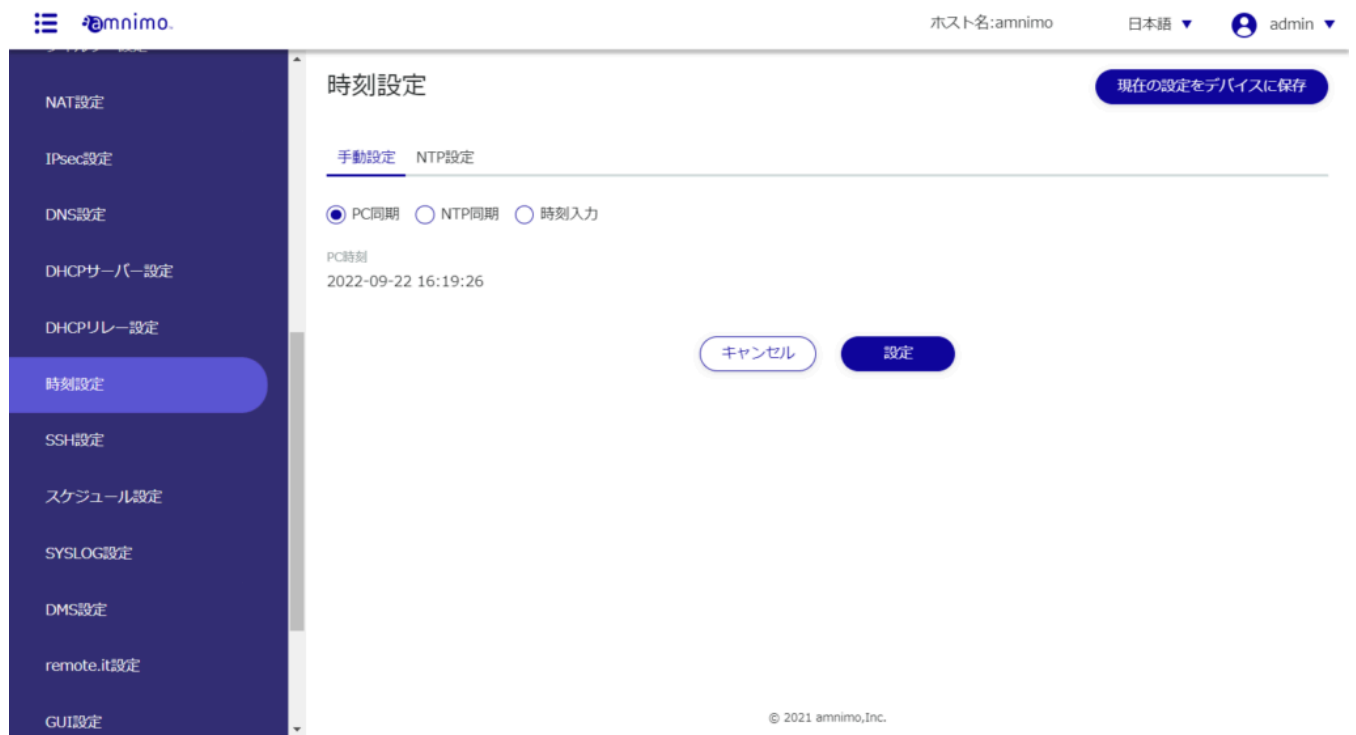 amnimo.
ホスト名:amnimo
日本語 ▼
admin ▼
NAT設定
IPsec設定
DNS設定
DHCPサーバー設定
DHCPリレー設定
時刻設定
SSH設定
スケジュール設定
SYSLOG設定
DMS設定
remote.it設定
GUI設定
時刻設定
現在の設定をデバイスに保存
手動設定 NTP設定
PC同期 NTP同期 時刻入力
PC時刻
2022-09-22 16:19:26
キャンセル 設定
© 2021 amnimo,Inc.